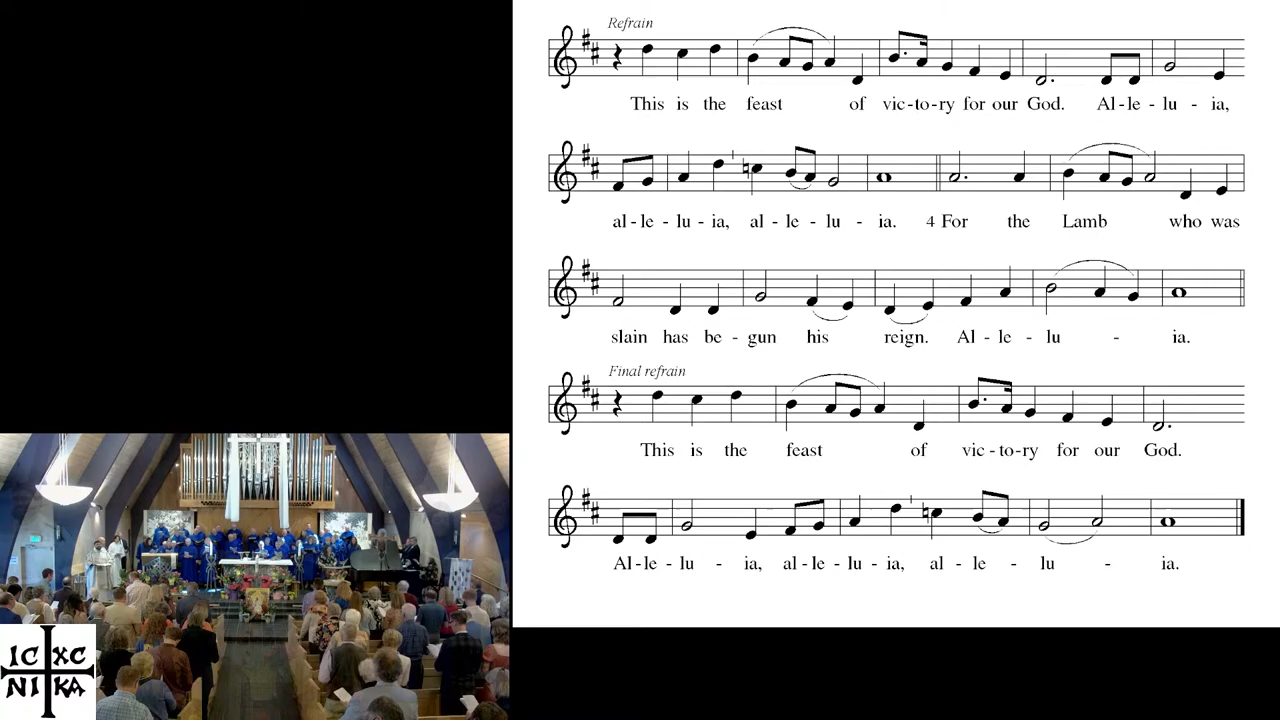 Refrain
This is the feast of vic-to-ry for our God. Al-le-lu-ia,
al-le-lu-ia, al-le-lu-ia. 4 For the Lamb who was
slain has be-gun his reign. Al-le-lu-ia.
Final refrain
This is the feast of vic-to-ry for our God.
Al-le-lu-ia, al-le-lu-ia, al-le-lu-ia.
IC XC
NI KA